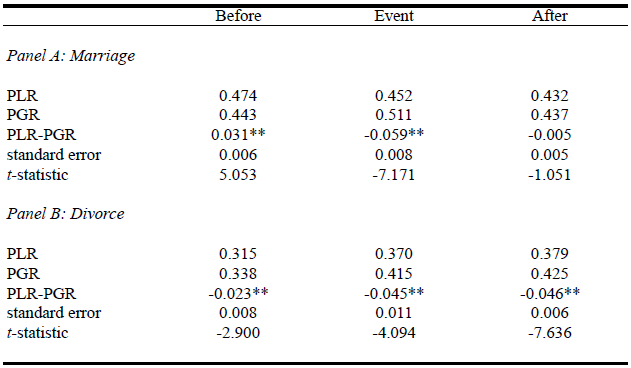 Before Event After
Panel A: Marriage
PLR 0.474 0.452 0.432
PGR 0.443 0.511 0.437
PLR-PGR 0.031** -0.059** -0.005
standard error 0.006 0.008 0.005
t-statistic 5.053 -7.171 -1.051
Panel B: Divorce
PLR 0.315 0.370 0.379
PGR 0.338 0.415 0.425
PLR-PGR -0.023** -0.045** -0.046**
standard error 0.008 0.011 0.006
t-statistic -2.900 -4.094 -7.636